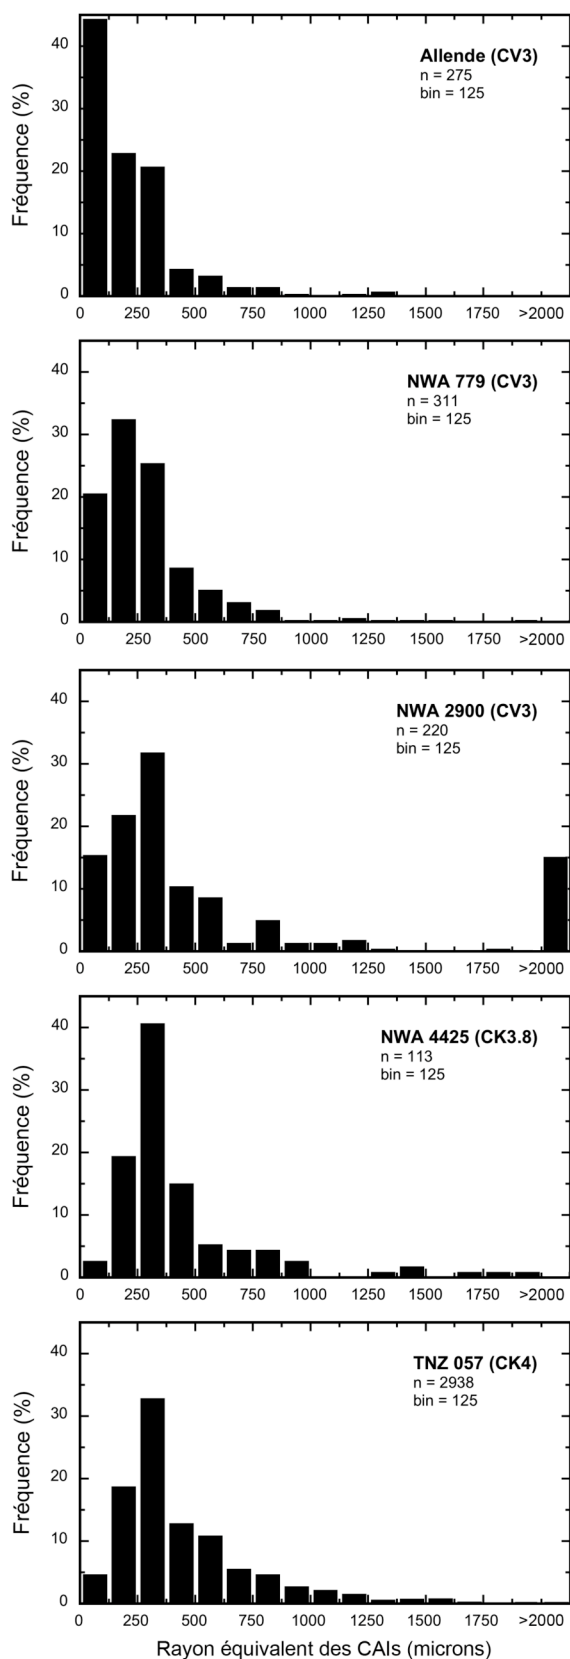 Fréquence (%)
40
30
20
10
0
Allende (CV3)
n = 275
bin = 125
0 250 500 750 1000 1250 1500 1750 >2000
Fréquence (%)
40
30
20
10
0
NWA 779 (CV3)
n = 311
bin = 125
0 250 500 750 1000 1250 1500 1750 >2000
Fréquence (%)
40
30
20
10
0
NWA 2900 (CV3)
n = 220
bin = 125
0 250 500 750 1000 1250 1500 1750 >2000
Fréquence (%)
40
30
20
10
0
NWA 4425 (CK3.8)
n = 113
bin = 125
0 250 500 750 1000 1250 1500 1750 >2000
Fréquence (%)
40
30
20
10
0
TNZ 057 (CK4)
n = 2938
bin = 125
0 250 500 750 1000 1250 1500 1750 >2000
Rayon équivalent des CAIs (microns)